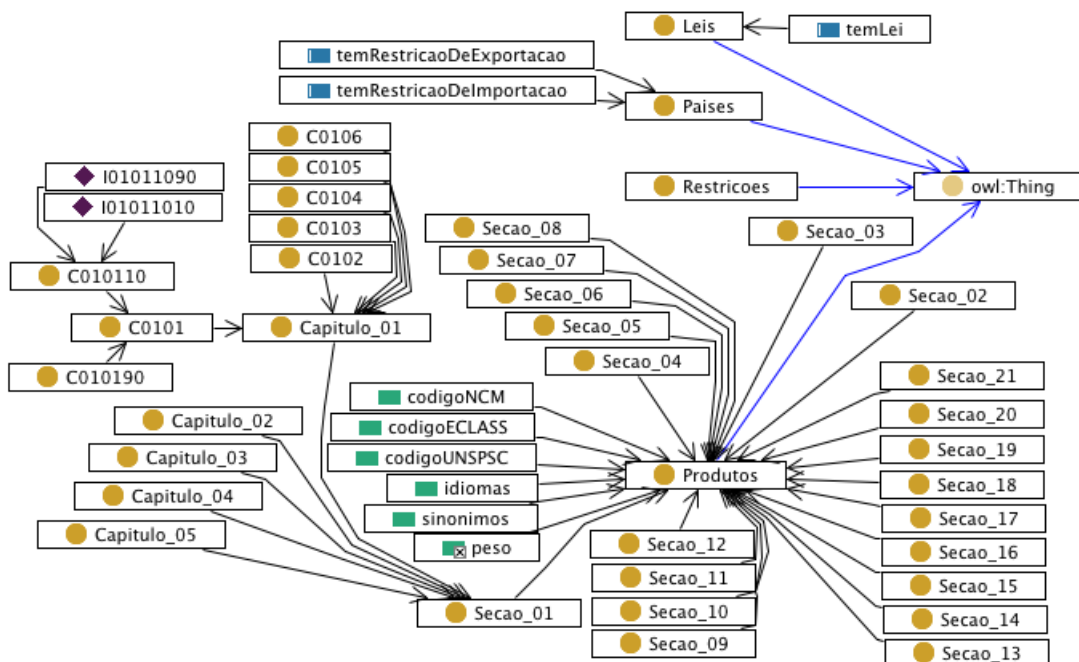 Leis
temLei
temRestricaoDeExportacao
temRestricaoDeImportacao
Paises
C0106
C0105
C0104
C0103
C0102
I01011090
I01011010
Restricoes
owl:Thing
Secao_08
Secao_07
Secao_06
Secao_05
Secao_04
Secao_03
Secao_02
C010110
C0101
Capitulo_01
C010190
Capitulo_02
Capitulo_03
Capitulo_04
Capitulo_05
codigoNCM
codigoECLASS
codigoUNSPSC
idiomas
sinonimos
peso
Produtos
Secao_21
Secao_20
Secao_19
Secao_18
Secao_17
Secao_16
Secao_15
Secao_14
Secao_13
Secao_12
Secao_11
Secao_10
Secao_09
Secao_01